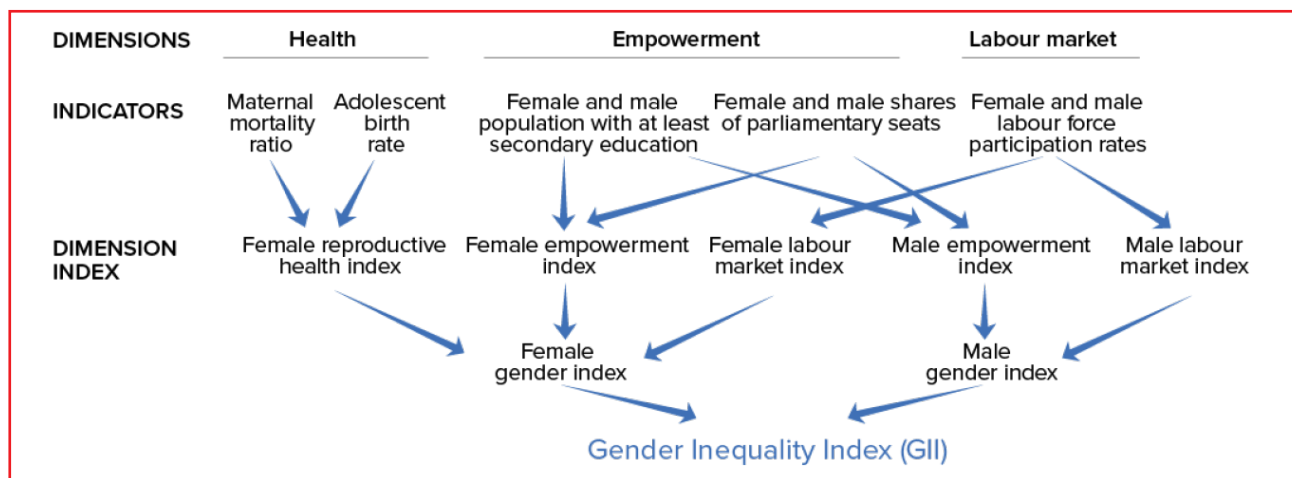 DIMENSIONS Health Empowerment Labour market
INDICATORS
Maternal
mortality
ratio
Adolescent
birth
rate
Female and male
population with at least
secondary education
Female and male shares
of parliamentary seats
Female and male
labour force
participation rates
DIMENSION
INDEX
Female reproductive
health index
Female empowerment
index
Female labour
market index
Male empowerment
index
Male labour
market index
Female
gender index
Male
gender index
Gender Inequality Index (GII)